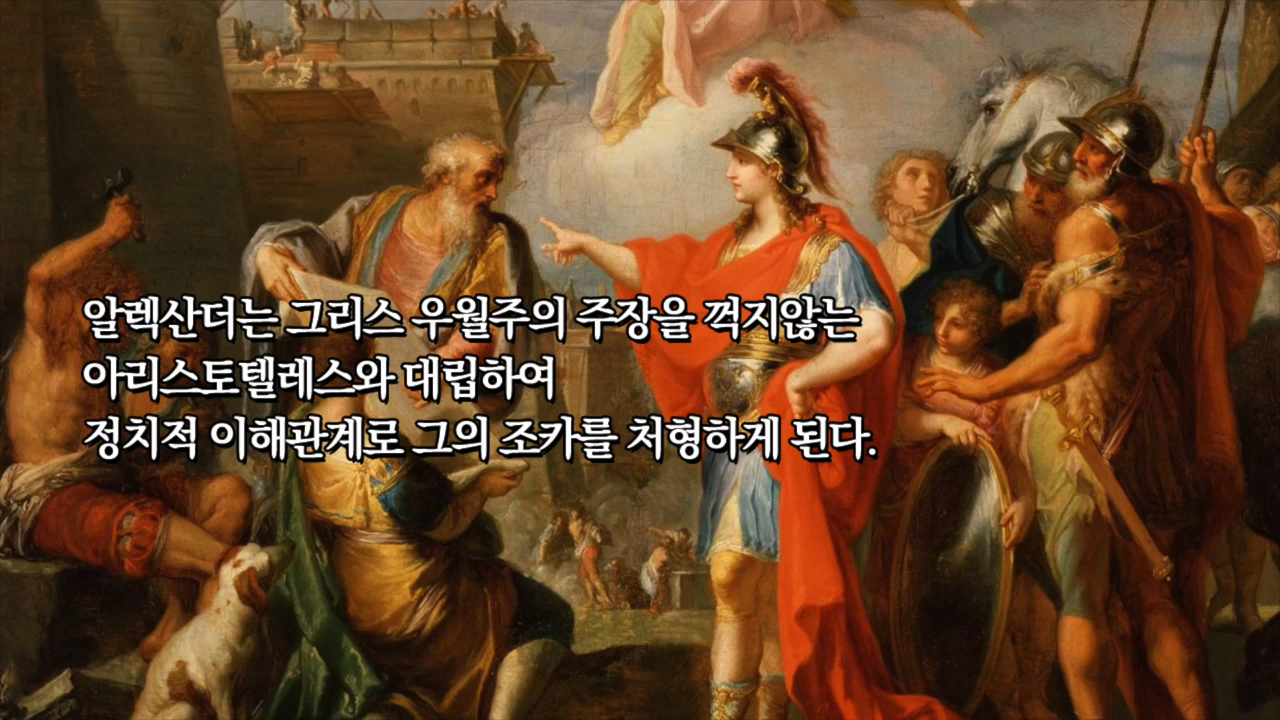 알렉산더는 그리스 우월주의 주장을 꺽지않는
아리스토텔레스와 대립하여
정치적 이해관계로 그의 조카를 처형하게 된다.